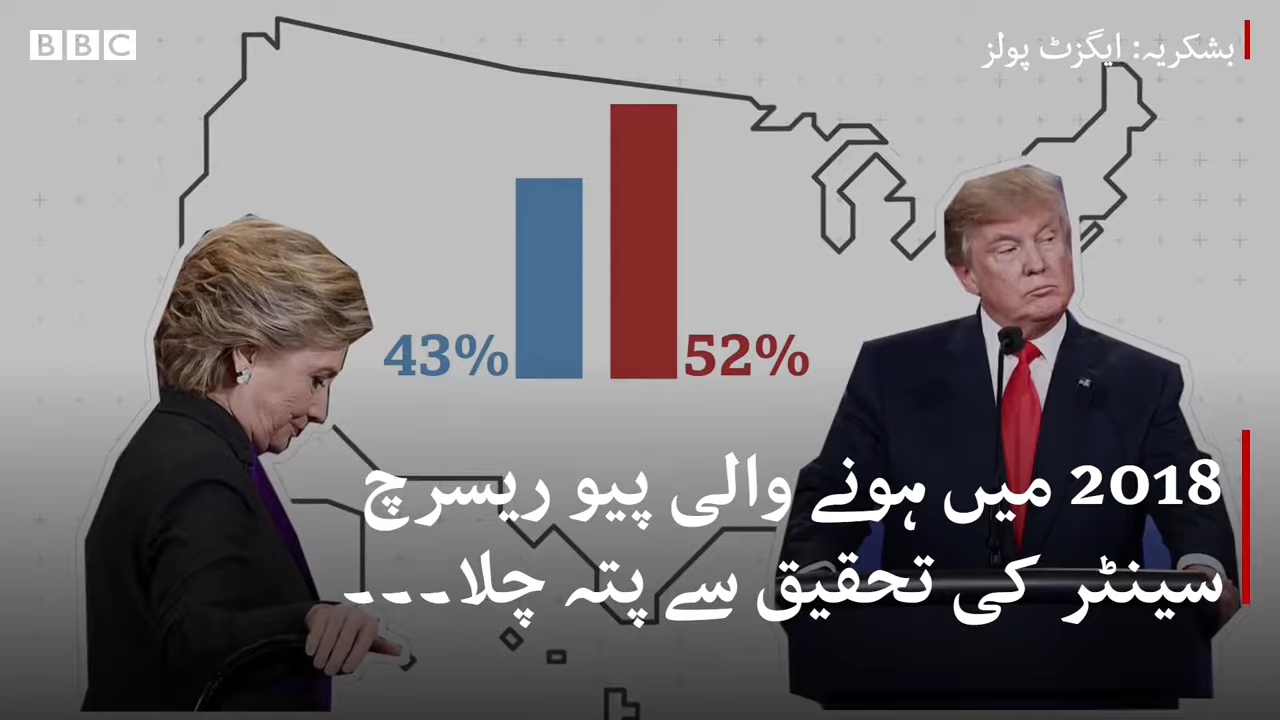 BBC
بشکریہ: ایگزٹ پولز
43%
52%
2018 میں ہونے والی پیو ریسرچ
سینٹر کی تحقیق سے پتہ چلا۔۔۔